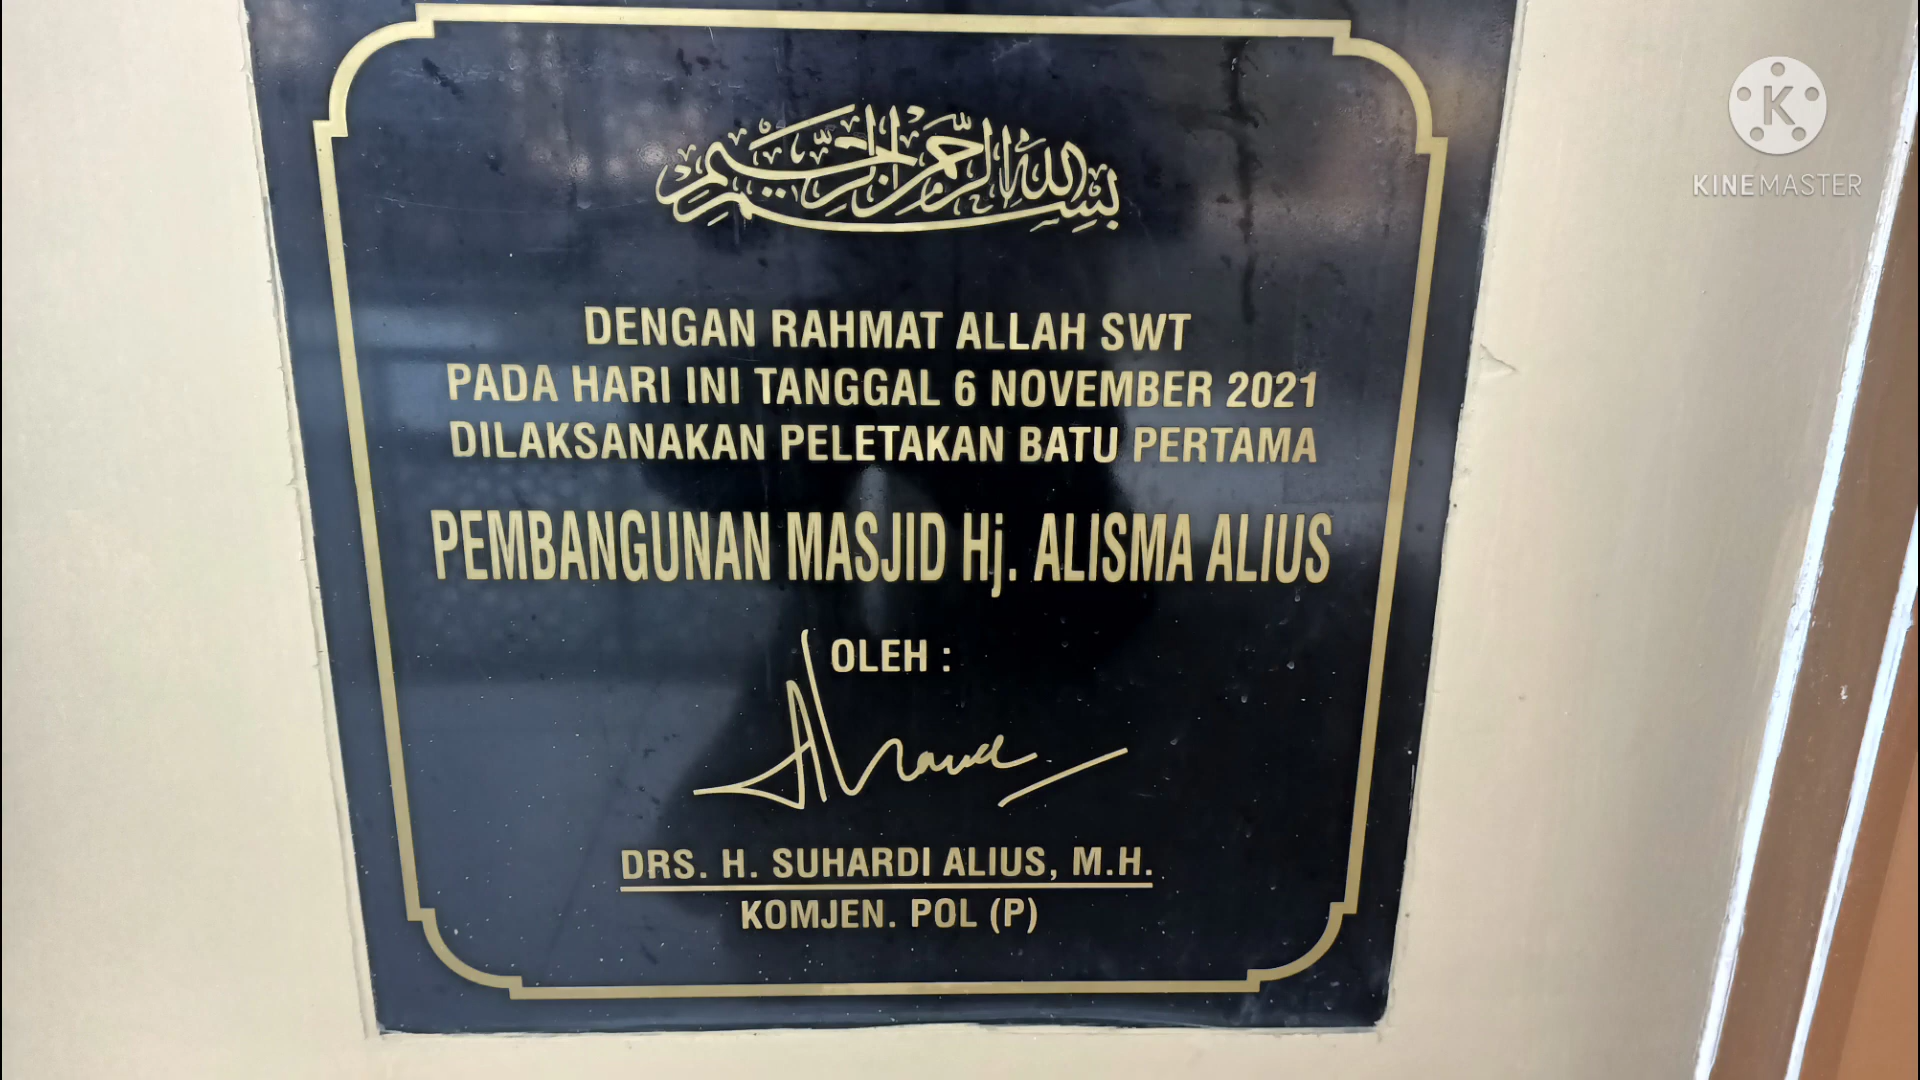 بسم الله الرحمن الرحيم
DENGAN RAHMAT ALLAH SWT
PADA HARI INI TANGGAL 6 NOVEMBER 2021
DILAKSANAKAN PELETAKAN BATU PERTAMA
PEMBANGUNAN MASJID Hj. ALISMA ALIUS
OLEH :
DRS. H. SUHARDI ALIUS, M.H.
KOMJEN. POL (P)
K
KINEMASTER